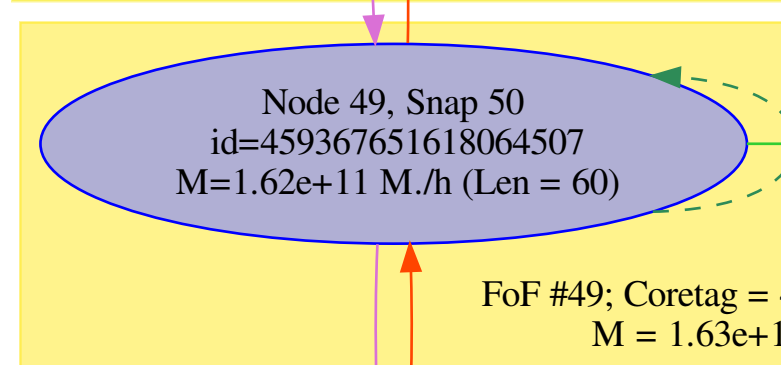 Node 49, Snap 50
id=459367651618064507
M=1.62e+11 M./h (Len = 60)
FoF #49; Coretag =
M = 1.63e+1